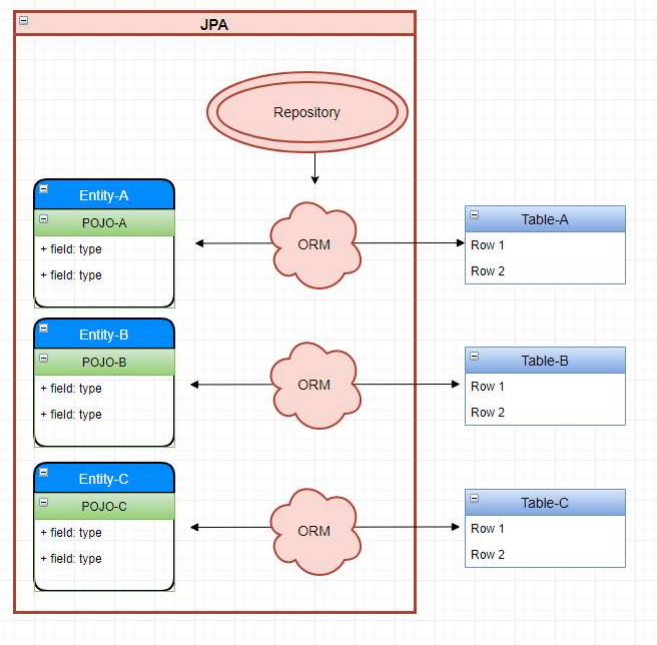 JPA
Repository
Entity-A
POJO-A
+ field: type
+ field: type
ORM
Table-A
Row 1
Row 2
Entity-B
POJO-B
+ field: type
+ field: type
ORM
Table-B
Row 1
Row 2
Entity-C
POJO-C
+ field: type
+ field: type
ORM
Table-C
Row 1
Row 2